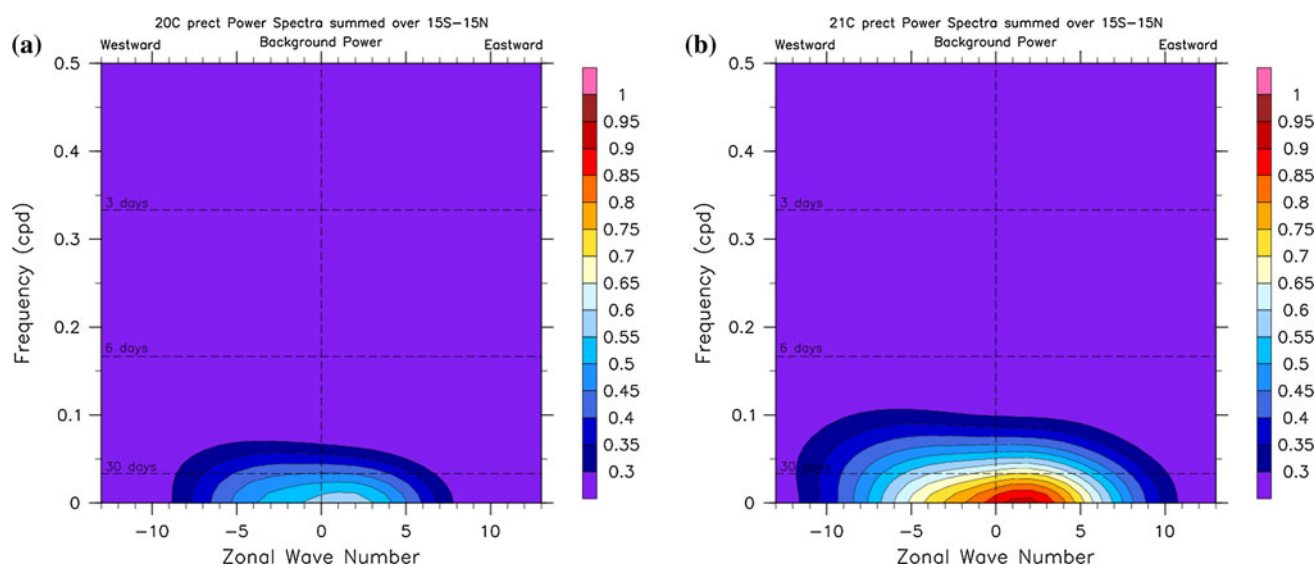 (a)
20C prect Power Spectra summed over 15S-15N
Westward Background Power Eastward
0.5
0.4
0.3
0.2
0.1
0
3 days
6 days
30 days
Frequency (cpd)
-10 -5 0 5 10
Zonal Wave Number
1
0.95
0.9
0.85
0.8
0.75
0.7
0.65
0.6
0.55
0.5
0.45
0.4
0.35
0.3
(b)
21C prect Power Spectra summed over 15S-15N
Westward Background Power Eastward
0.5
0.4
0.3
0.2
0.1
0
3 days
6 days
30 days
Frequency (cpd)
-10 -5 0 5 10
Zonal Wave Number
1
0.95
0.9
0.85
0.8
0.75
0.7
0.65
0.6
0.55
0.5
0.45
0.4
0.35
0.3